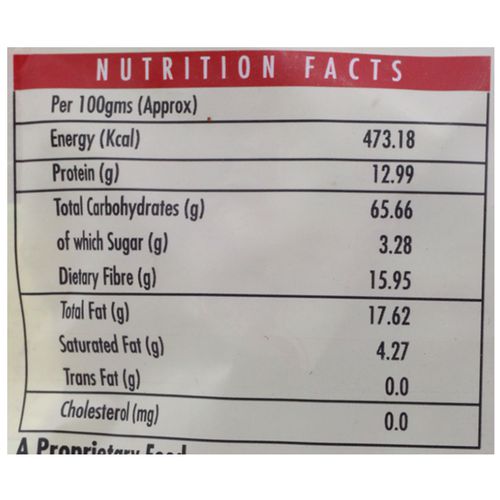 NUTRITION FACTS
Per 100gms (Approx)
Energy (Kcal) 473.18
Protein (g) 12.99
Total Carbohydrates (g) 65.66
of which Sugar (g) 3.28
Dietary Fibre (g) 15.95
Total Fat (g) 17.62
Saturated Fat (g) 4.27
Trans Fat (g) 0.0
Cholesterol (mg) 0.0
A Proprietary Food